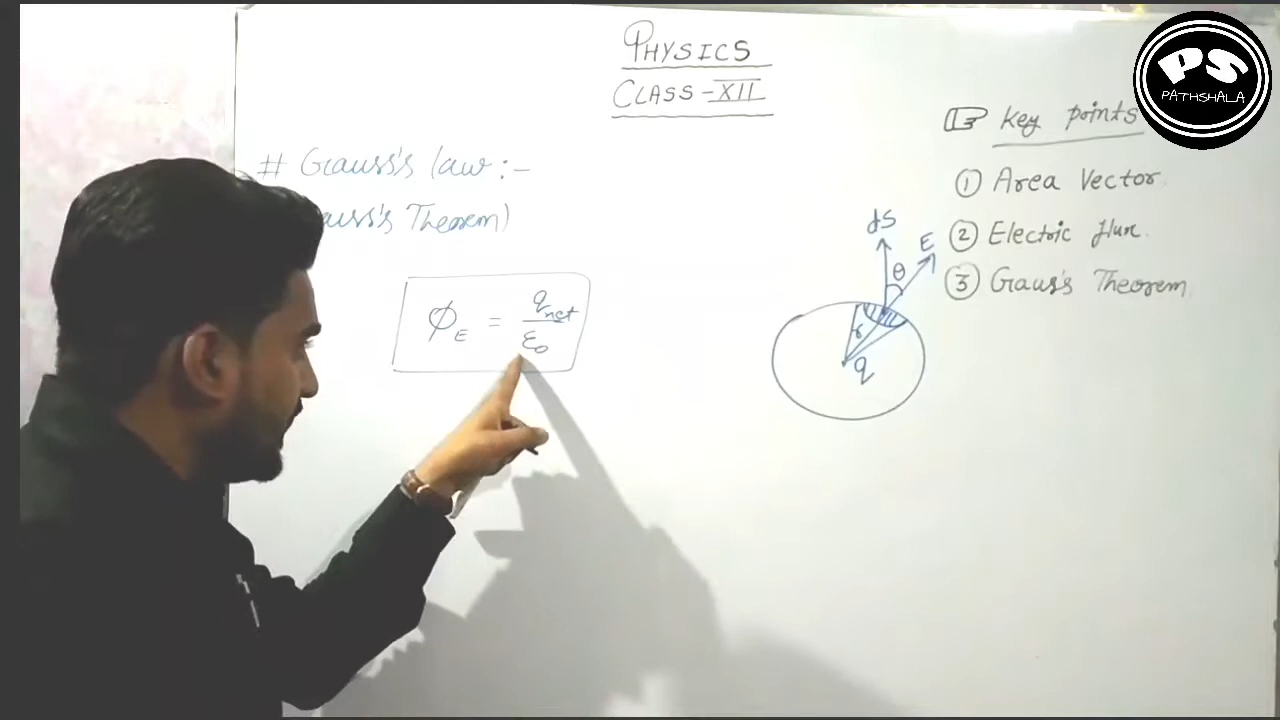 PHYSICS
CLASS-XII
# Gauss's law :-
Theorem)
ΦE = qnet / ε0
PS
PATHSHALA
key points
① Area Vector
② Electric flux
③ Gauss's Theorem
dS
E
θ
r
q